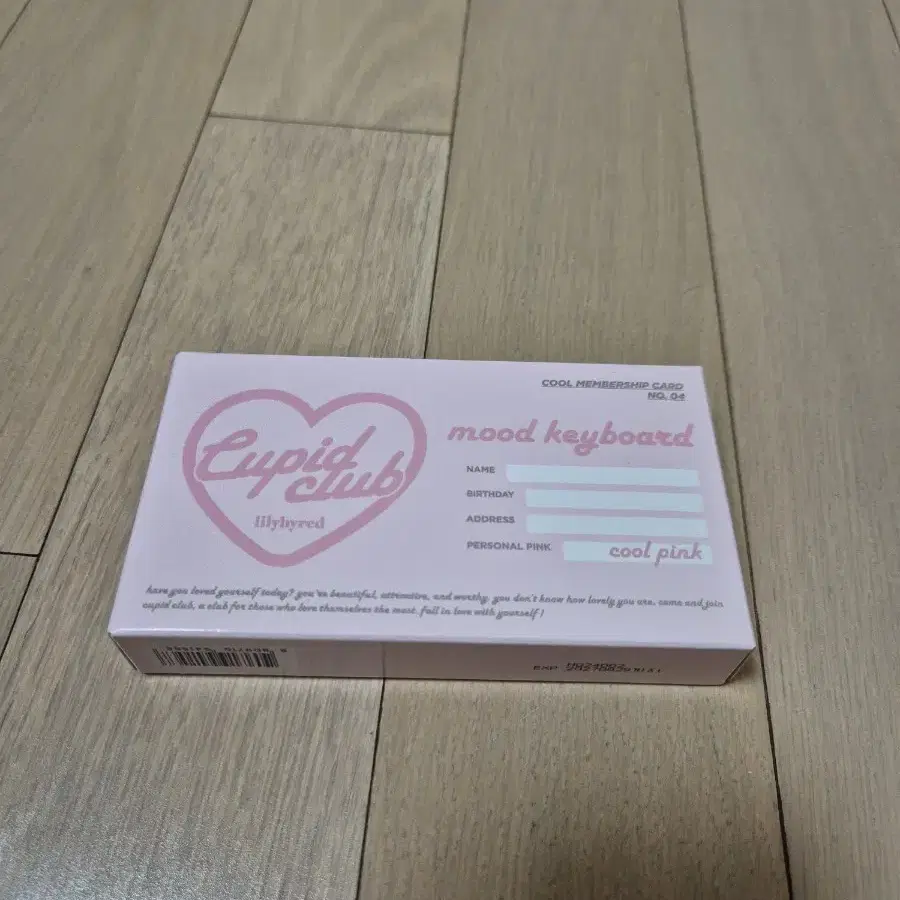 COOL MEMBERSHIP CARD
NO. 04
Cupid
club
lilybyred
mood keyboard
NAME
BIRTHDAY
ADDRESS
PERSONAL PINK cool pink
have you loved yourself today? you're beautiful, attractive, and worthy. you don't know how lovely you are. come and join
cupid club, a club for those who love themselves the most. fall in love with yourself !
EXP